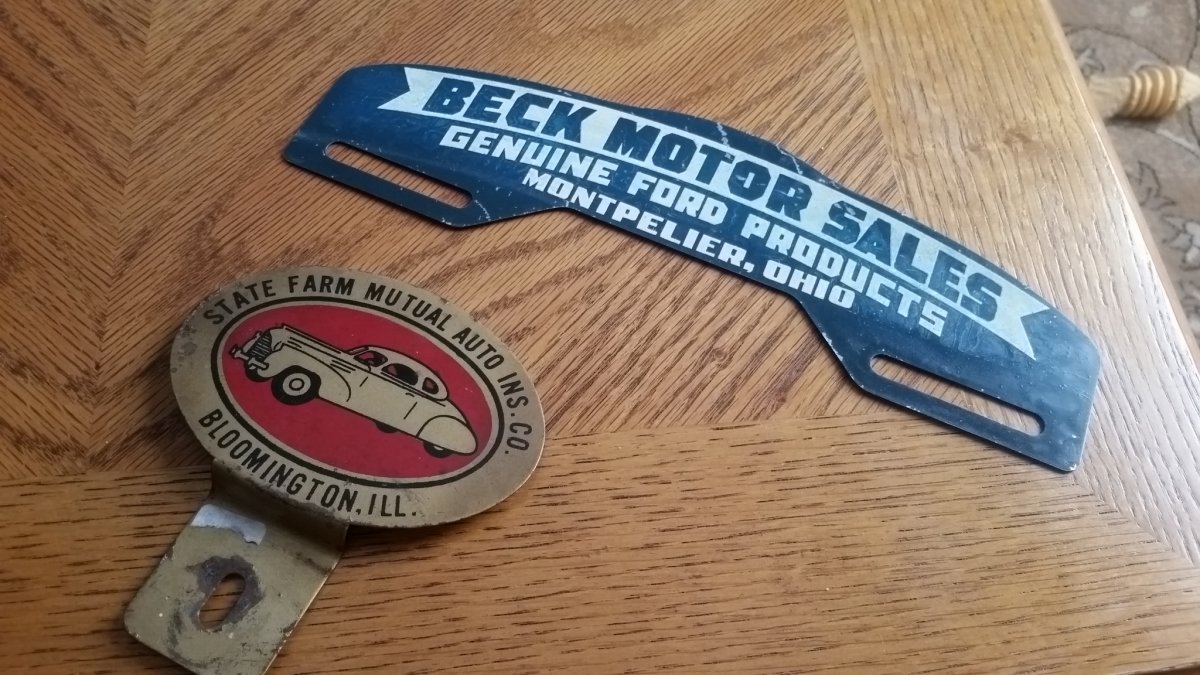 BECK MOTOR SALES
GENUINE FORD PRODUCTS
MONTPELIER, OHIO
STATE FARM MUTUAL AUTO INS. CO.
BLOOMINGTON, ILL.